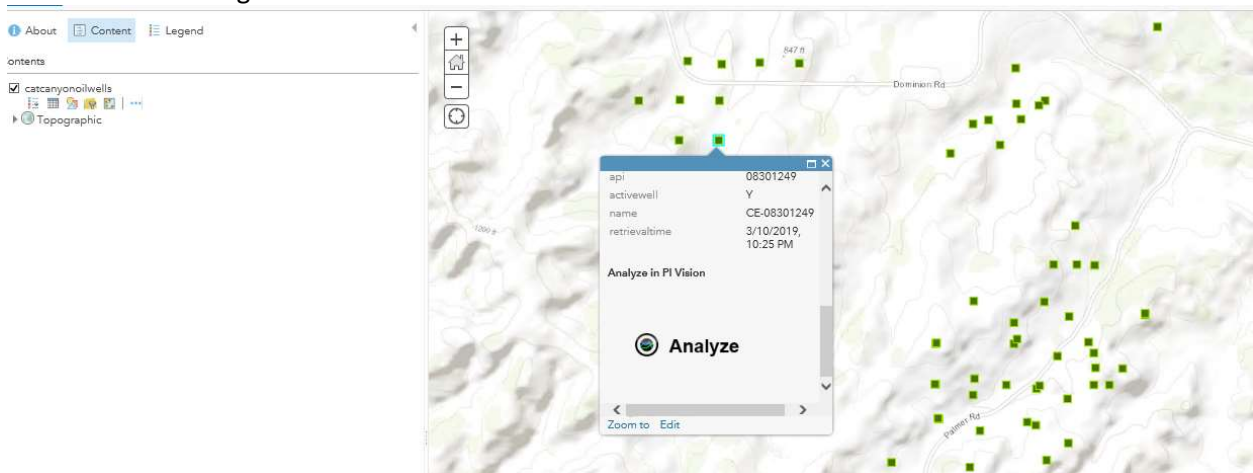 About Content Legend
ontents
catcanyonoilwells
Topographic
847 ft
Dominion Rd
1200 ft
api 08301249
activewell Y
name CE-08301249
retrievaltime 3/10/2019,
10:25 PM
Analyze in PI Vision
Analyze
Zoom to Edit
Palmer Rd